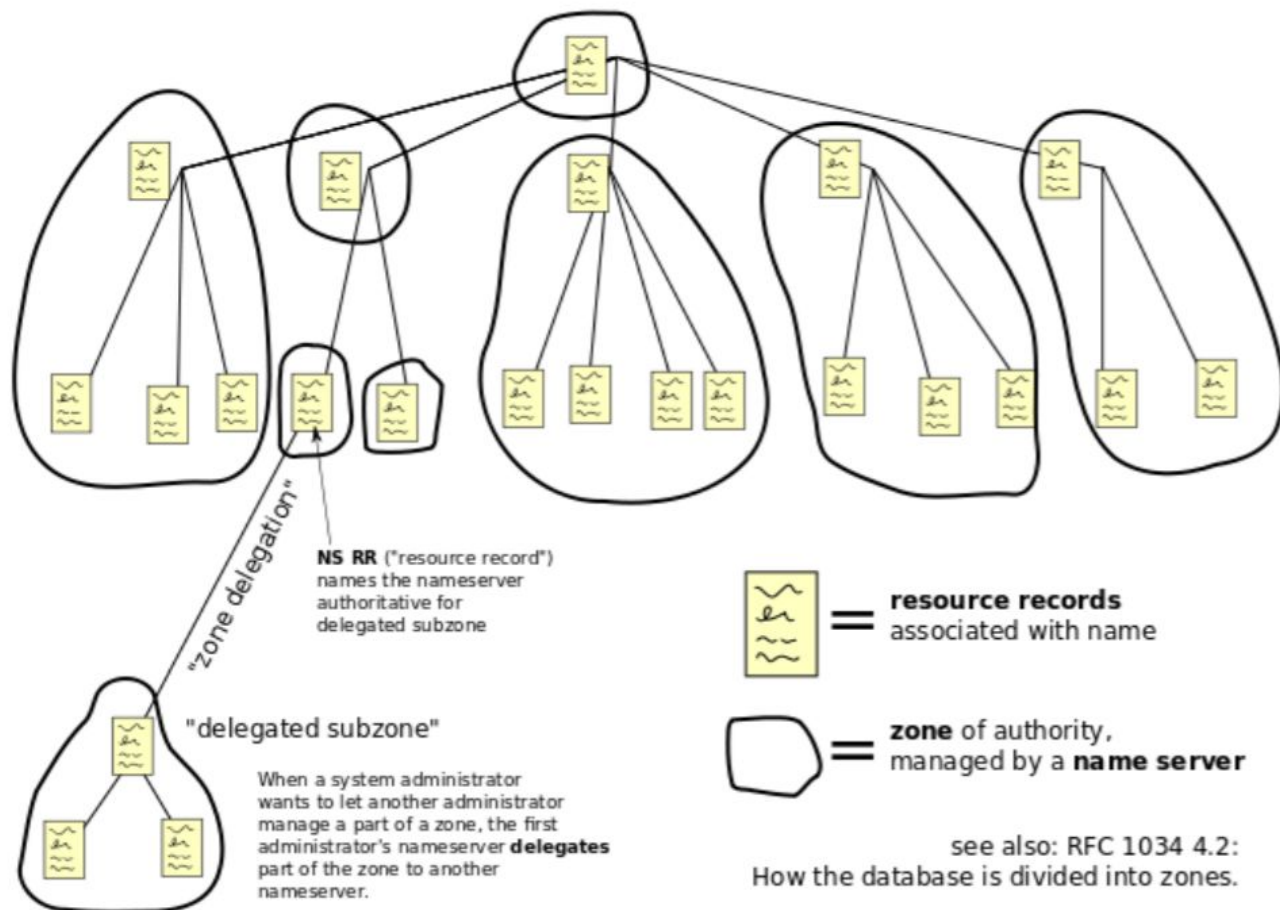 "zone delegation"
NS RR ("resource record")
names the nameserver
authoritative for
delegated subzone
"delegated subzone"
When a system administrator
wants to let another administrator
manage a part of a zone, the first
administrator's nameserver delegates
part of the zone to another
nameserver.
= resource records
associated with name
= zone of authority,
managed by a name server
see also: RFC 1034 4.2:
How the database is divided into zones.